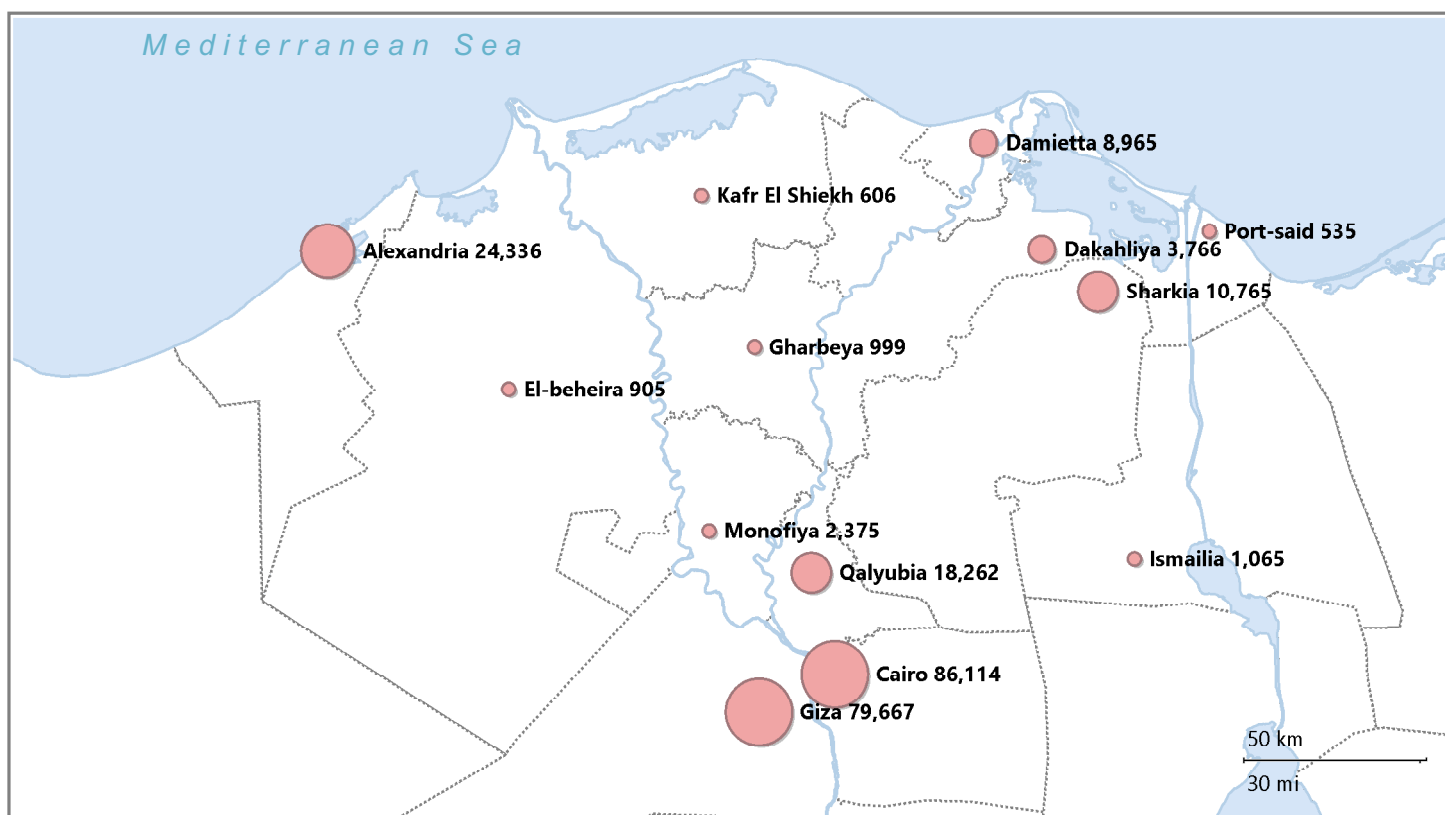 Mediterranean Sea
Damietta 8,965
Kafr El Shiekh 606
Port-said 535
Alexandria 24,336
Dakahliya 3,766
Sharkia 10,765
Gharbeya 999
El-beheira 905
Monofiya 2,375
Ismailia 1,065
Qalyubia 18,262
Cairo 86,114
Giza 79,667
50 km
30 mi